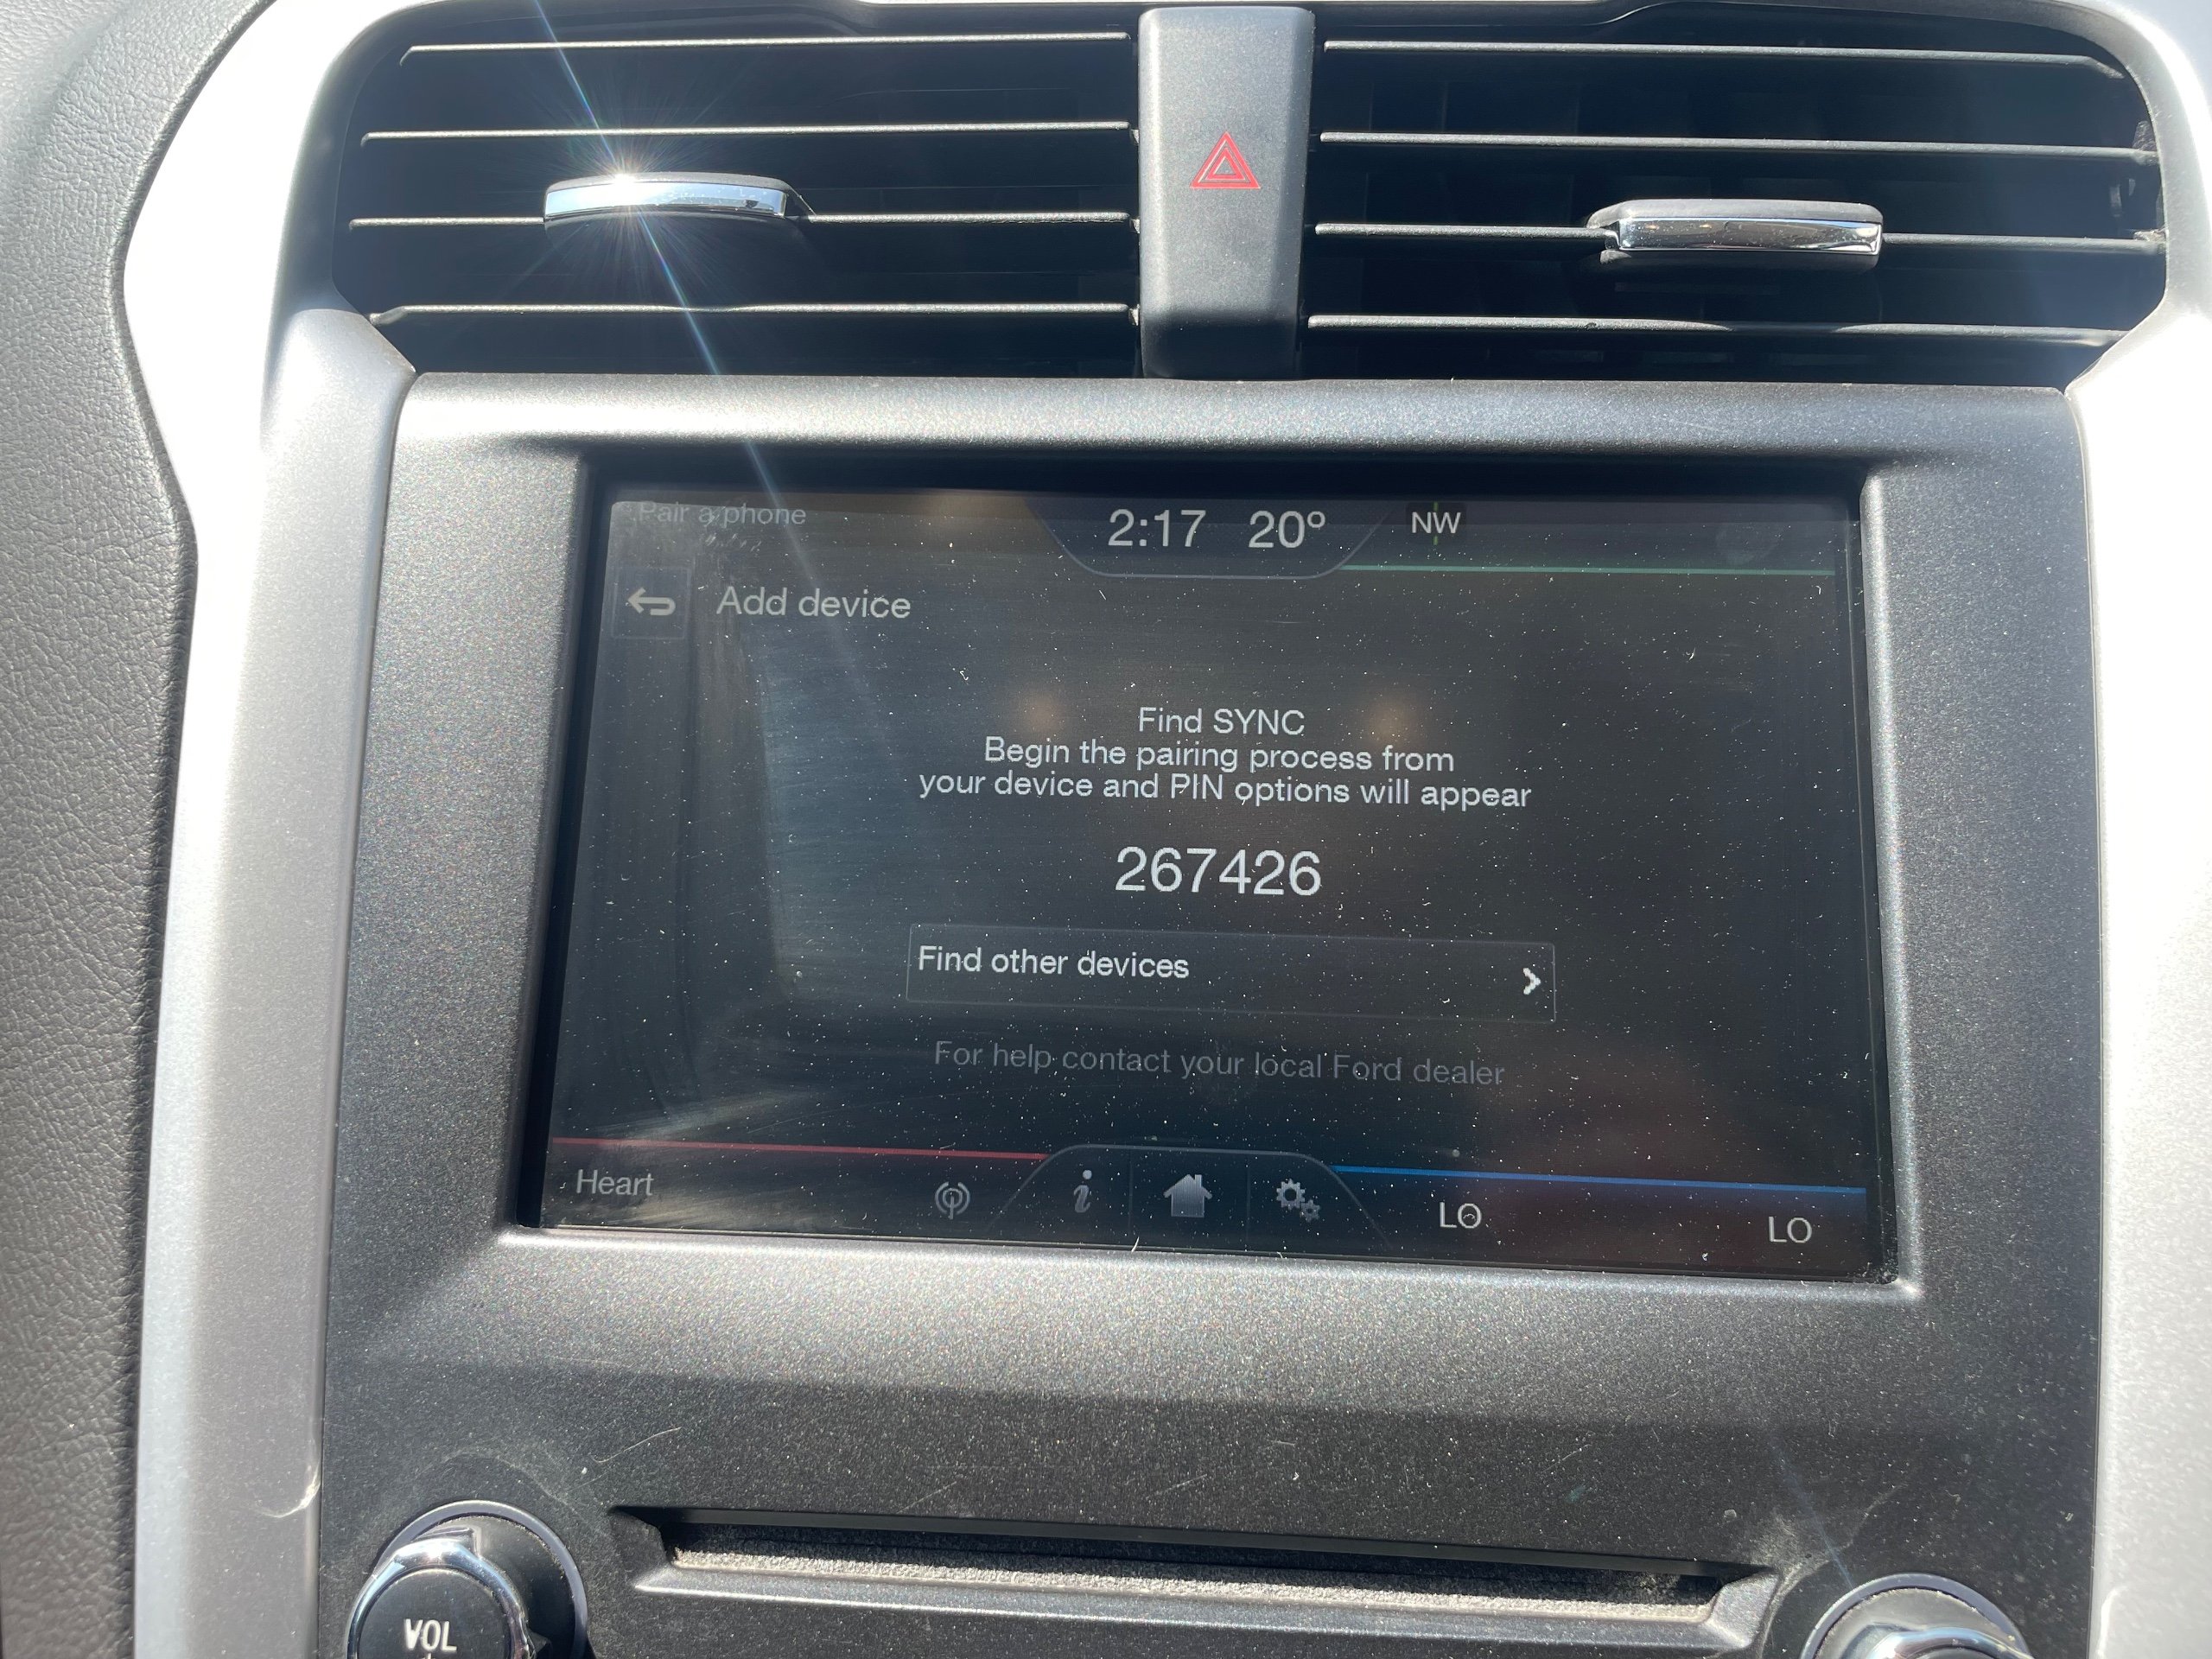 Pair a phone
2:17 20° NW
Add device
Find SYNC
Begin the pairing process from
your device and PIN options will appear
267426
Find other devices
For help contact your local Ford dealer
Heart
i
LO LO
VOL